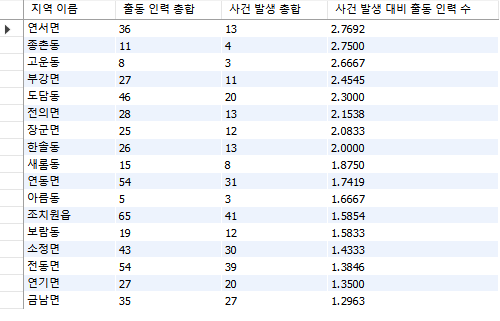 지역 이름 출동 인력 총합 사건 발생 총합 사건 발생 대비 출동 인력 수
연서면 36 13 2.7692
종촌동 11 4 2.7500
고운동 8 3 2.6667
부강면 27 11 2.4545
도담동 46 20 2.3000
전의면 28 13 2.1538
장군면 25 12 2.0833
한솔동 26 13 2.0000
새롬동 15 8 1.8750
연동면 54 31 1.7419
아름동 5 3 1.6667
조치원읍 65 41 1.5854
보람동 19 12 1.5833
소정면 43 30 1.4333
전동면 54 39 1.3846
연기면 27 20 1.3500
금남면 35 27 1.2963